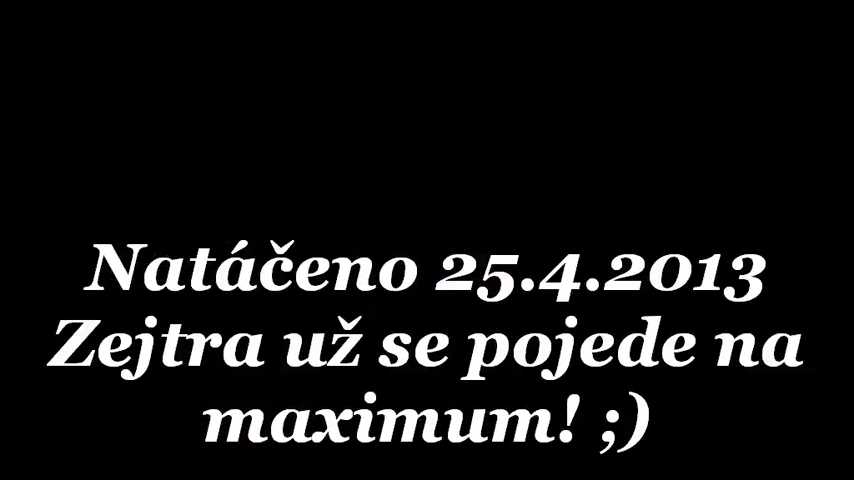 Natáčeno 25.4.2013
Zejtra už se pojede na
maximum! ;)